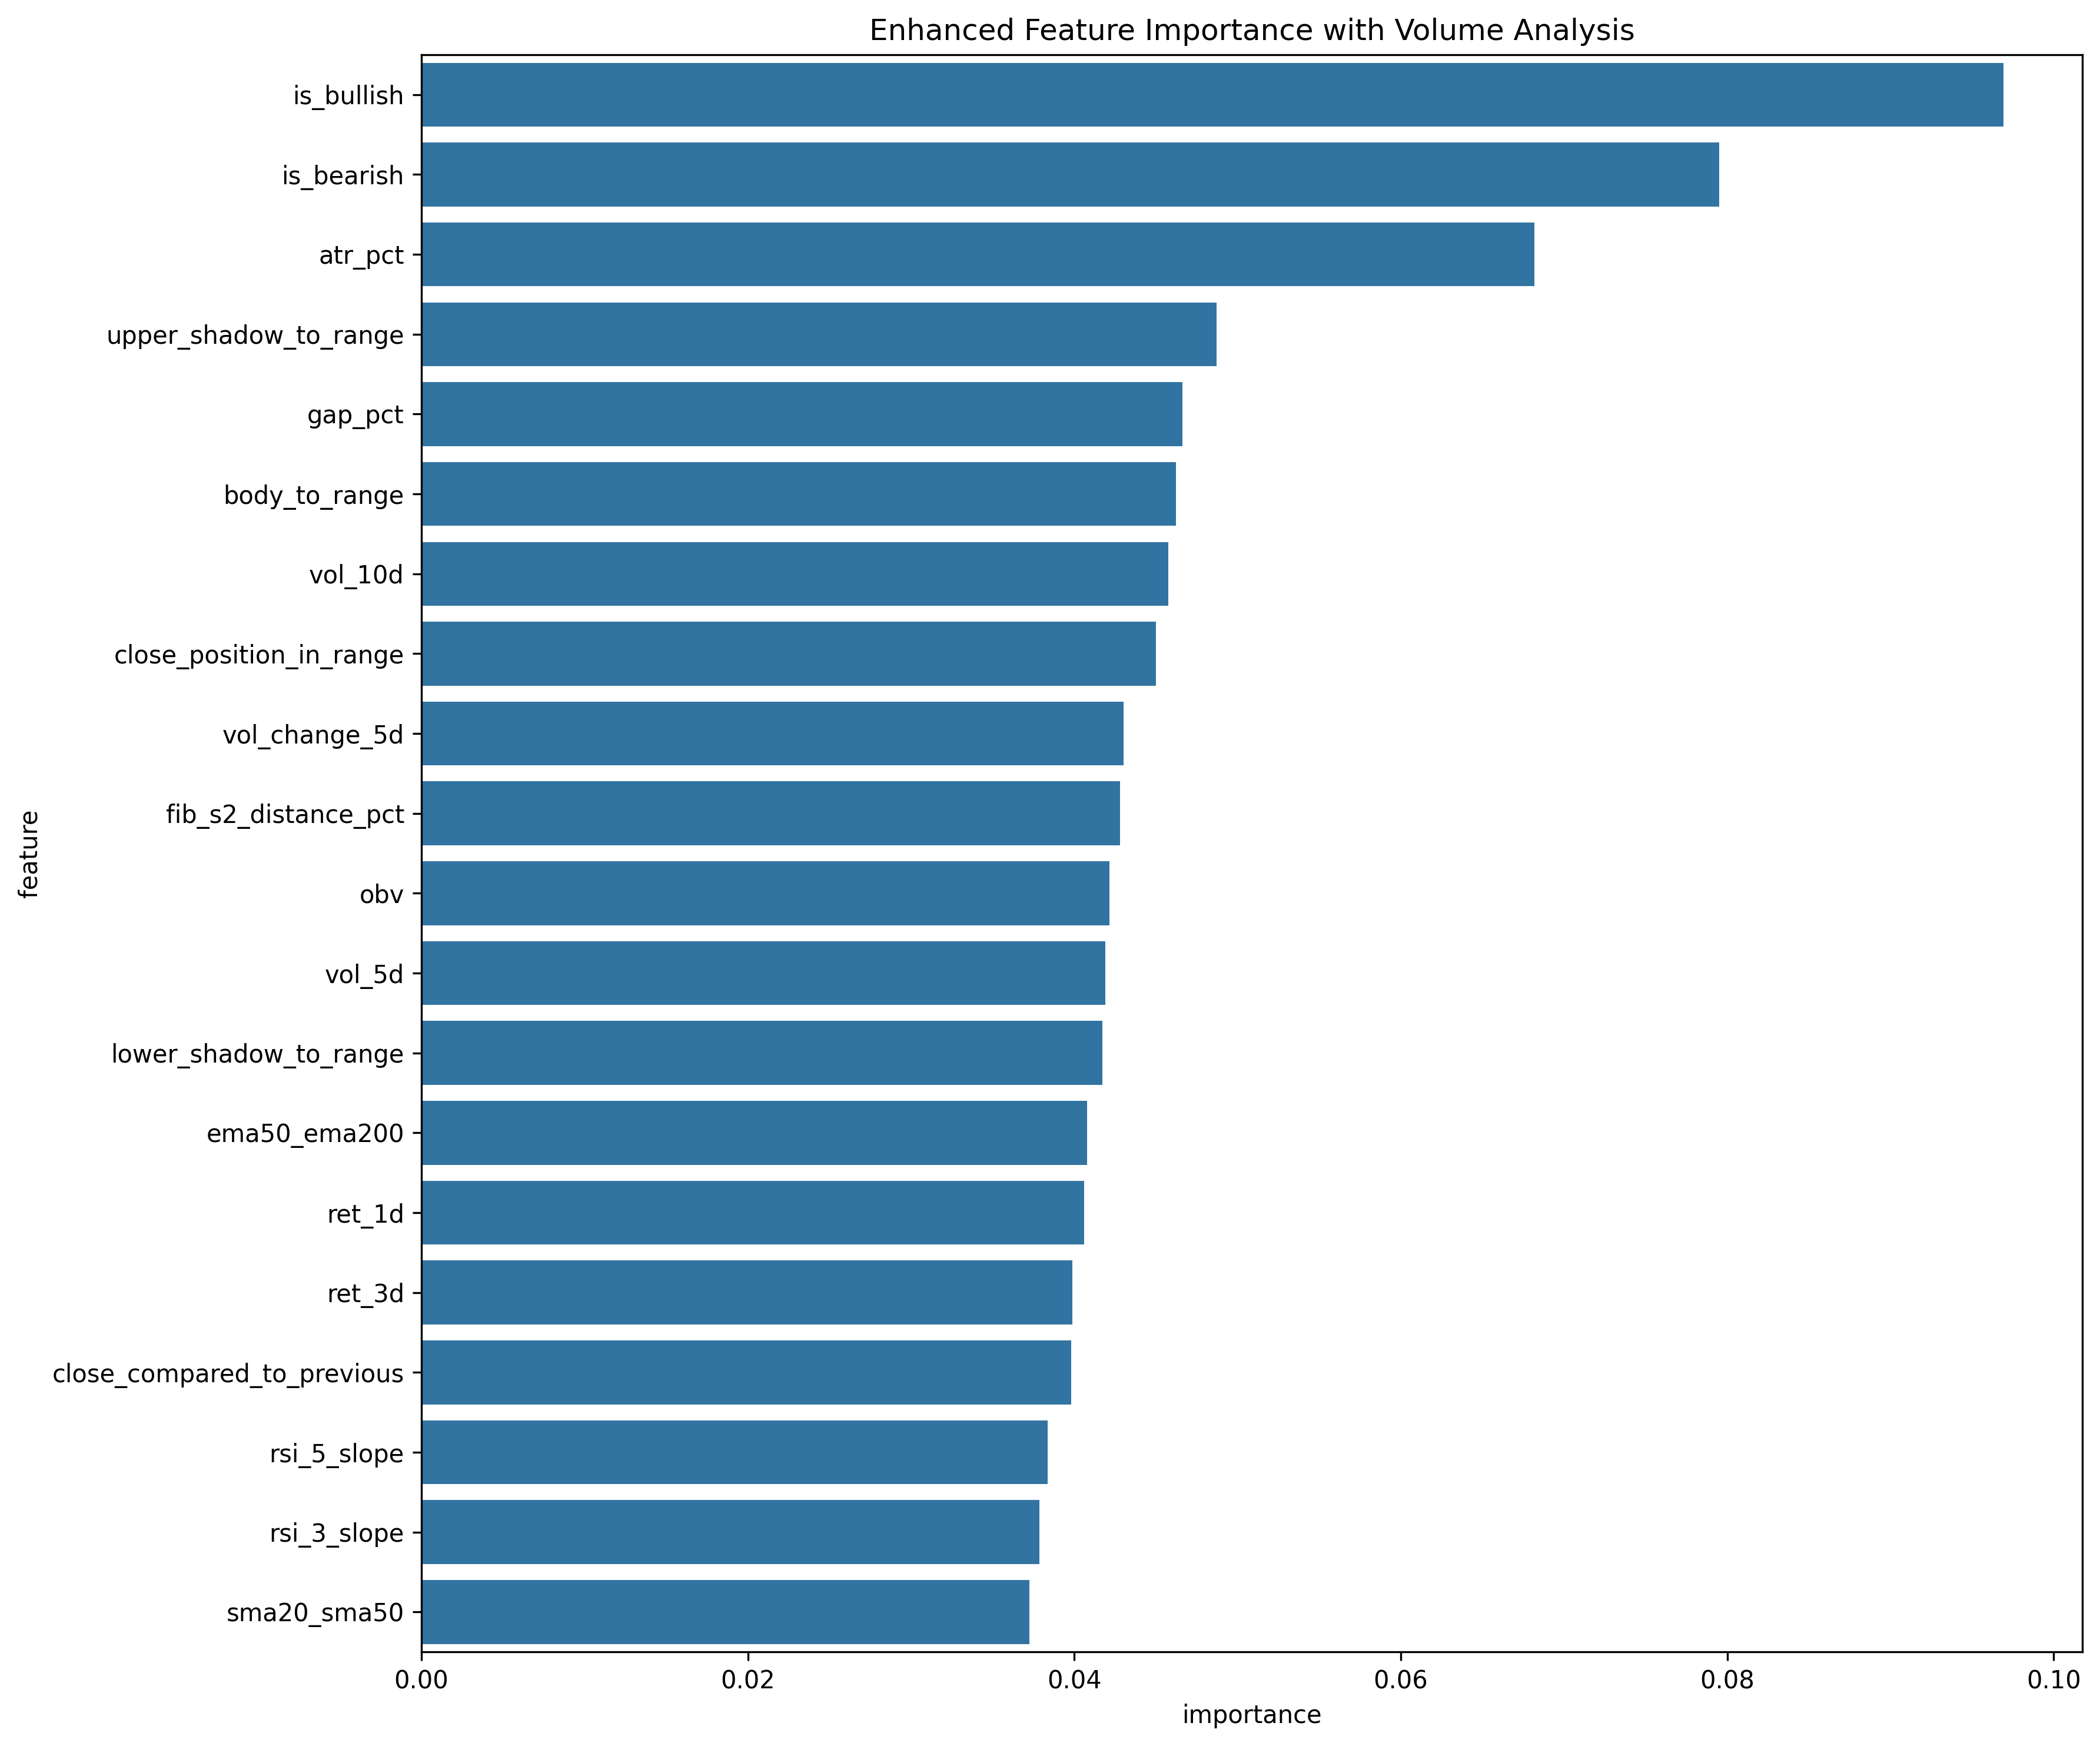 Enhanced Feature Importance with Volume Analysis
is_bullish
is_bearish
atr_pct
upper_shadow_to_range
gap_pct
body_to_range
vol_10d
close_position_in_range
vol_change_5d
fib_s2_distance_pct
obv
vol_5d
lower_shadow_to_range
ema50_ema200
ret_1d
ret_3d
close_compared_to_previous
rsi_5_slope
rsi_3_slope
sma20_sma50
feature
0.00 0.02 0.04 0.06 0.08 0.10
importance